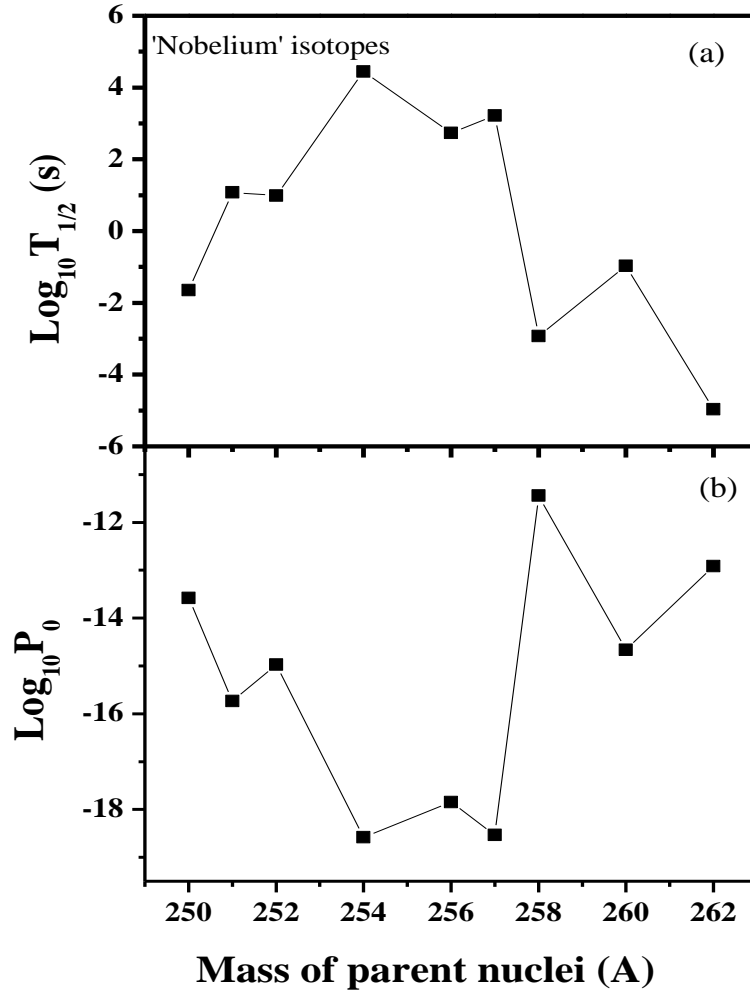 'Nobelium' isotopes
(a)
6
4
2
0
-2
-4
-6
Log₁₀T₁/₂ (s)
(b)
-12
-14
-16
-18
Log₁₀P₀
250 252 254 256 258 260 262
Mass of parent nuclei (A)